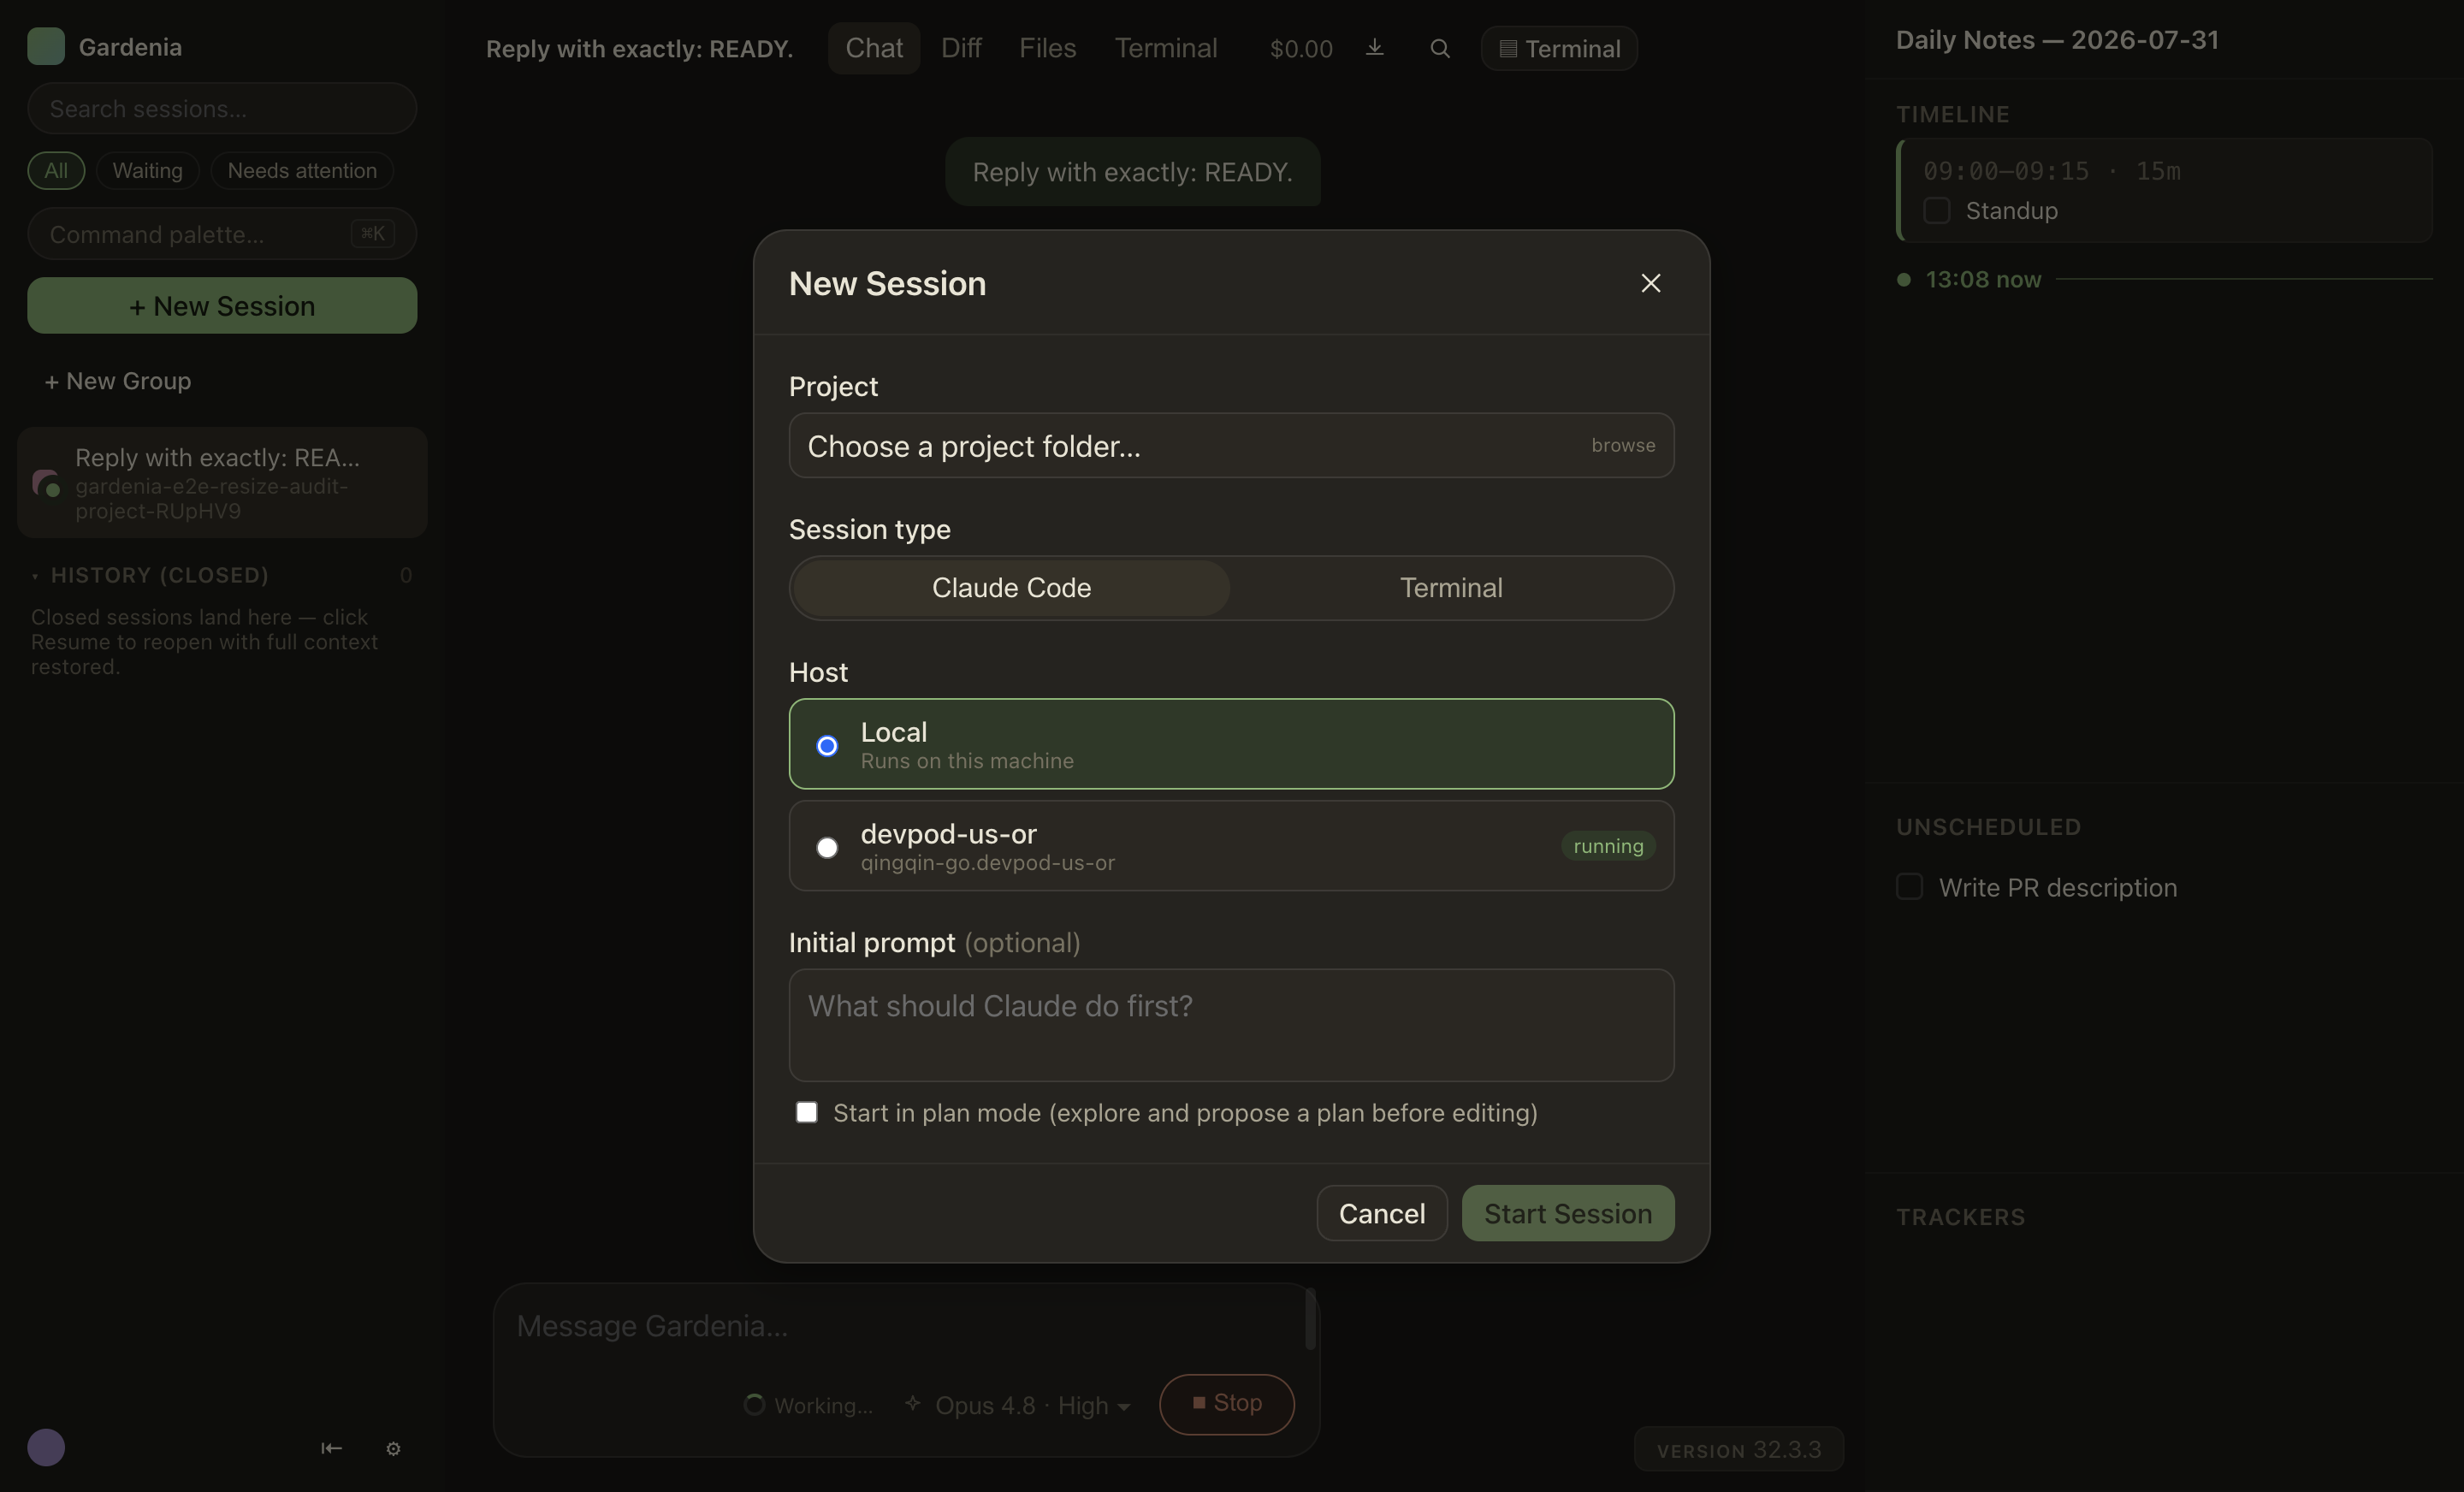 Gardenia
Search sessions...
All
Waiting
Needs attention
Command palette...
⌘K
+ New Session
+ New Group
Reply with exactly: REA...
gardenia-e2e-resize-audit-
project-RUpHV9
HISTORY (CLOSED)
0
Closed sessions land here — click
Resume to reopen with full context
restored.
Reply with exactly: READY.
Chat
Diff
Files
Terminal
$0.00
Terminal
Reply with exactly: READY.
New Session
Project
Choose a project folder...
browse
Session type
Claude Code
Terminal
Host
Local
Runs on this machine
devpod-us-or
qingqin-go.devpod-us-or
running
Initial prompt (optional)
What should Claude do first?
Start in plan mode (explore and propose a plan before editing)
Cancel
Start Session
Message Gardenia...
Working...
Opus 4.8 · High
Stop
VERSION 32.3.3
Daily Notes — 2026-07-31
TIMELINE
09:00—09:15 · 15m
Standup
13:08 now
UNSCHEDULED
Write PR description
TRACKERS